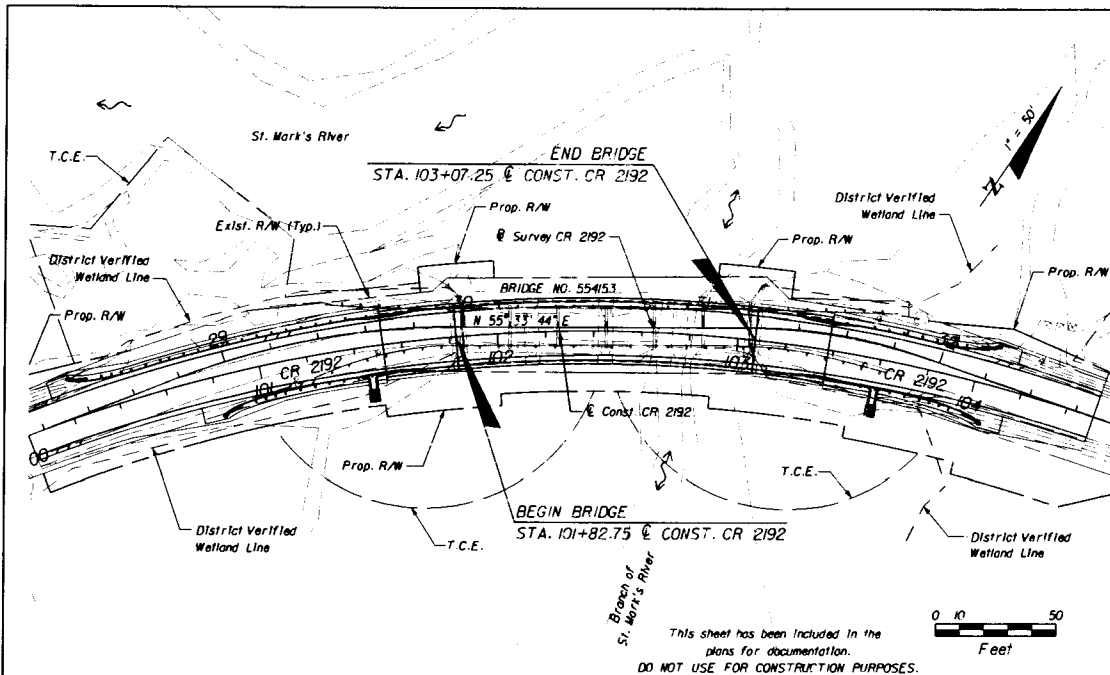 St. Mark's River
T.C.E.
END BRIDGE
STA. 103+07.25 ℄ CONST. CR 2192
1" = 50'
N
District Verified
Wetland Line
Prop. R/W
Exist. R/W (Typ.)
℄ Survey CR 2192
Prop. R/W
Prop. R/W
District Verified
Wetland Line
BRIDGE NO. 554153
Prop. R/W
N 55° 33' 44" E
29
CR 2192
101
102
103
CR 2192
104
℄ Const. CR 2192
Prop. R/W
T.C.E.
BEGIN BRIDGE
STA. 101+82.75 ℄ CONST. CR 2192
District Verified
Wetland Line
T.C.E.
District Verified
Wetland Line
Branch of
St. Mark's River
0 10 50
Feet
This sheet has been included in the
plans for documentation.
DO NOT USE FOR CONSTRUCTION PURPOSES.